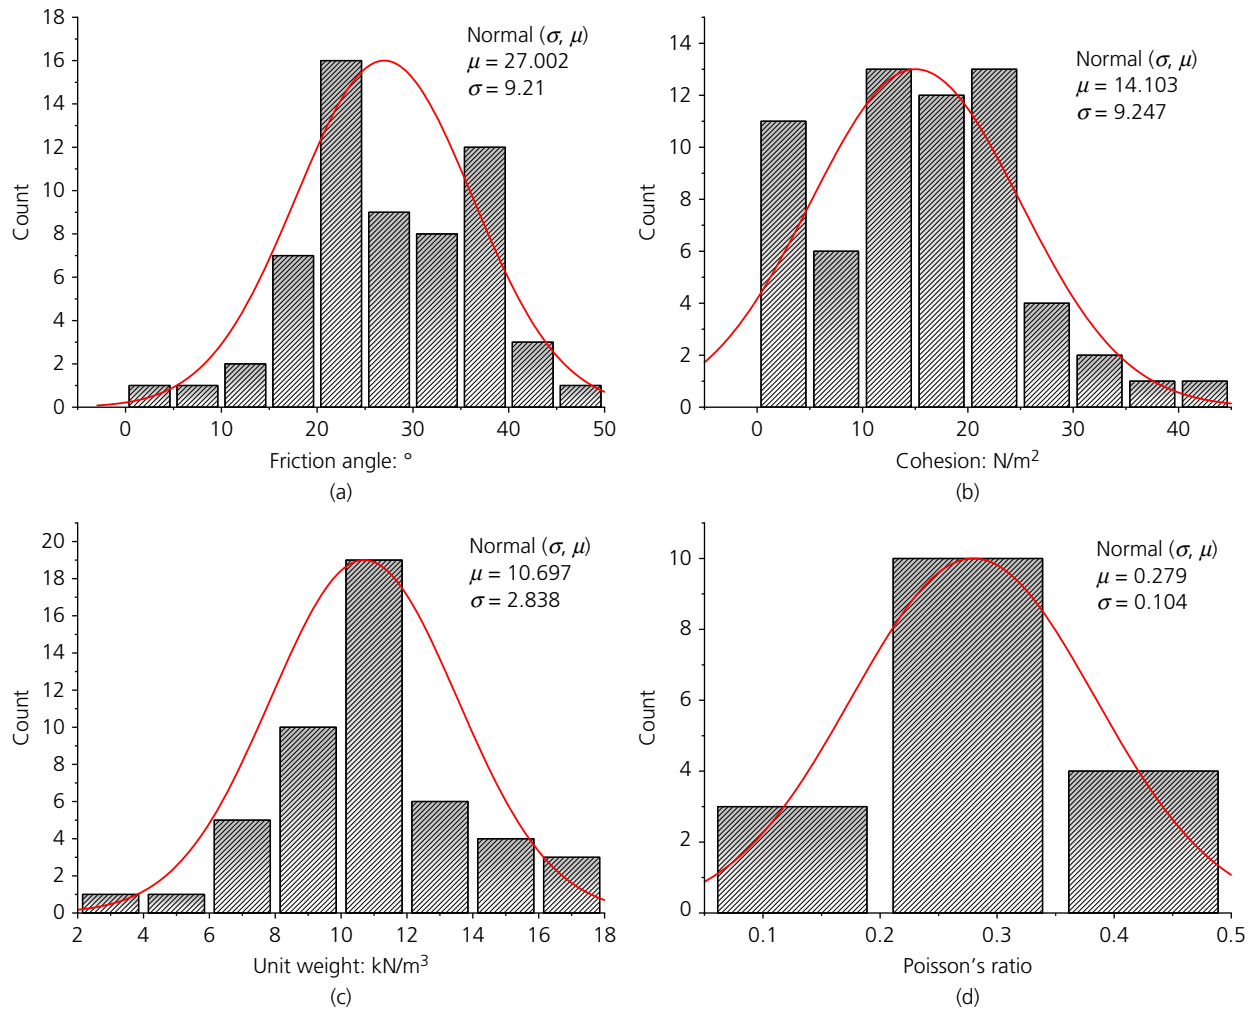 18
16
14
12
10
8
6
4
2
0
Count
Normal (σ, μ)
μ = 27.002
σ = 9.21
0 10 20 30 40 50
Friction angle: °
(a)
14
12
10
8
6
4
2
0
Count
Normal (σ, μ)
μ = 14.103
σ = 9.247
0 10 20 30 40
Cohesion: N/m²
(b)
20
18
16
14
12
10
8
6
4
2
0
Count
Normal (σ, μ)
μ = 10.697
σ = 2.838
2 4 6 8 10 12 14 16 18
Unit weight: kN/m³
(c)
10
8
6
4
2
0
Count
Normal (σ, μ)
μ = 0.279
σ = 0.104
0.1 0.2 0.3 0.4 0.5
Poisson’s ratio
(d)